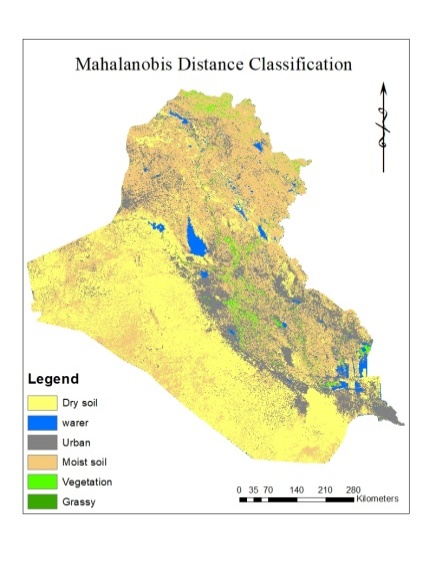 Mahalanobis Distance Classification
Legend
Dry soil
warer
Urban
Moist soil
Vegetation
Grassy
0 35 70 140 210 280
Kilometers